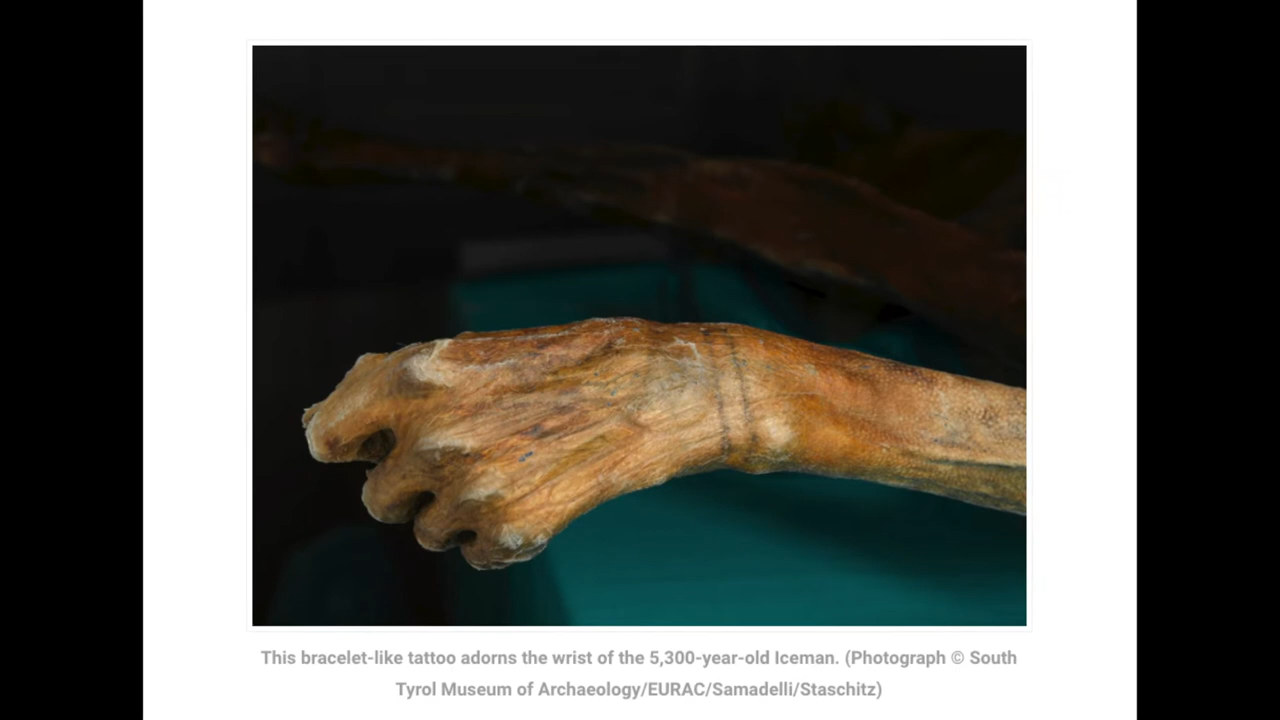 This bracelet-like tattoo adorns the wrist of the 5,300-year-old Iceman. (Photograph © South
Tyrol Museum of Archaeology/EURAC/Samadelli/Staschitz)